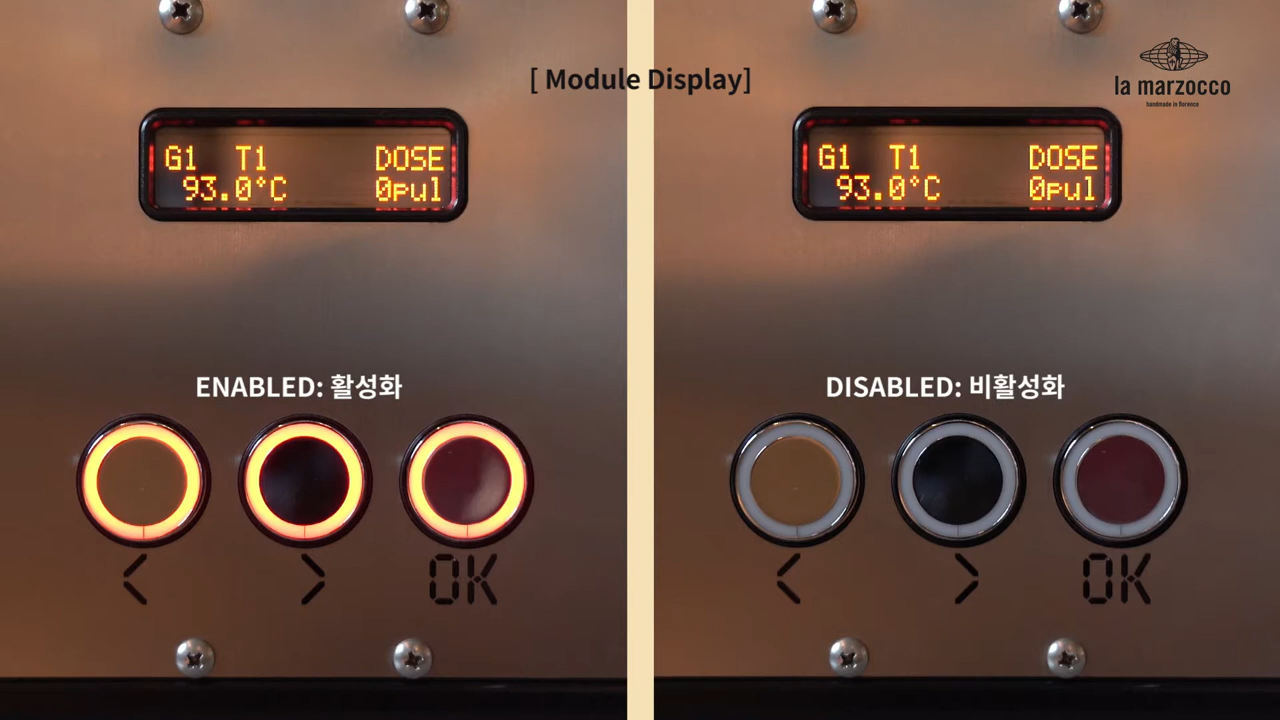 [ Module Display]
la marzocco
handmade in florence
G1 T1 DOSE
93.0°C 0pul
G1 T1 DOSE
93.0°C 0pul
ENABLED: 활성화
DISABLED: 비활성화
< > OK
< > OK